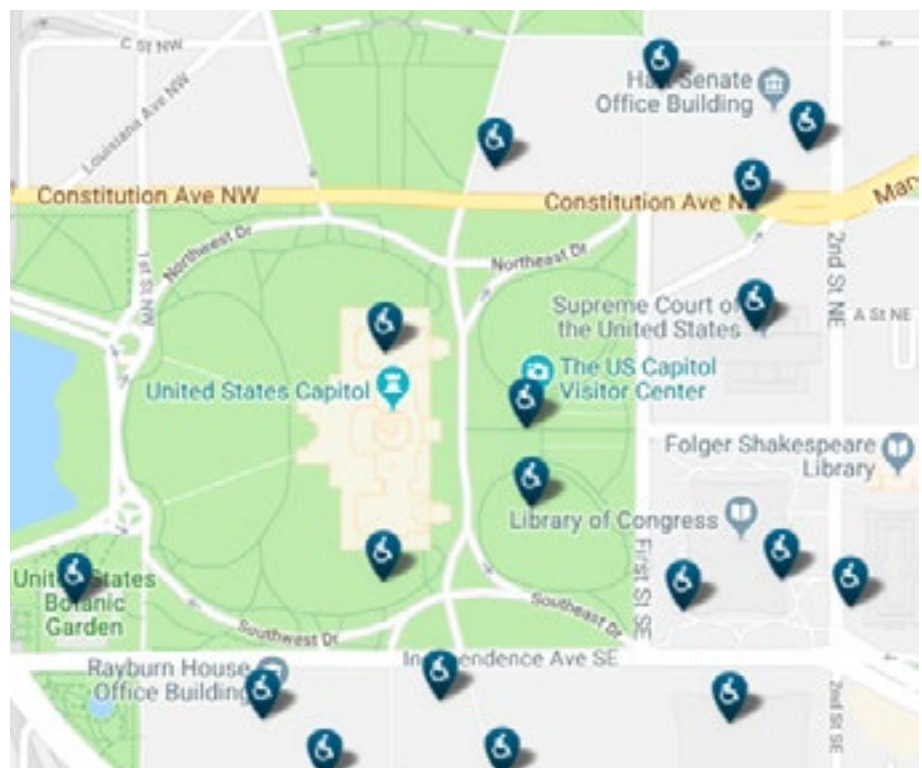 C St NW
Louisiana Ave NW
Senate
Office Building
Constitution Ave NW
Constitution Ave
1st St NW
Northwest Dr
Northeast Dr
2nd St NE
A St NE
Supreme Court of
the United States
The US Capitol
Visitor Center
United States Capitol
Folger Shakespeare
Library
Library of Congress
First St SE
United States
Botanic
Garden
Southwest Dr
Southeast Dr
Independence Ave SE
Rayburn House
Office Building
2nd St SE